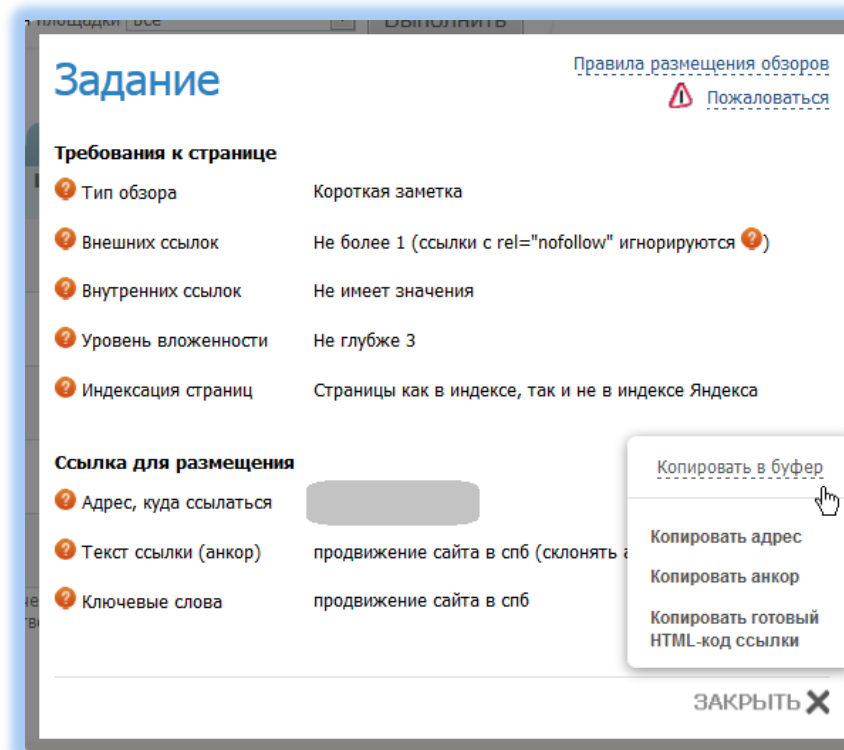 площадки Все
ВЫПОЛНИТЬ
Задание
Правила размещения обзоров
Пожаловаться
Требования к странице
Тип обзора Короткая заметка
Внешних ссылок Не более 1 (ссылки с rel="nofollow" игнорируются ?)
Внутренних ссылок Не имеет значения
Уровень вложенности Не глубже 3
Индексация страниц Страницы как в индексе, так и не в индексе Яндекса
Ссылка для размещения
Копировать в буфер
Адрес, куда ссылаться
Текст ссылки (анкор) продвижение сайта в спб (склонять
Ключевые слова продвижение сайта в спб
Копировать адрес
Копировать анкор
Копировать готовый
HTML-код ссылки
ЗАКРЫТЬ